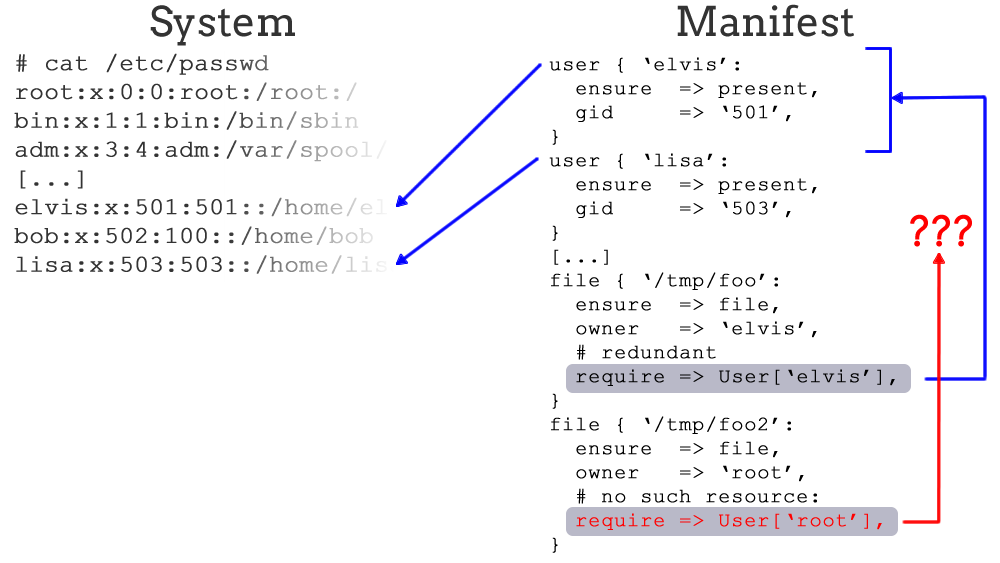 System
# cat /etc/passwd
root:x:0:0:root:/root:/
bin:x:1:1:bin:/bin/sbin
adm:x:3:4:adm:/var/spool/
[...]
elvis:x:501:501::/home/el
bob:x:502:100::/home/bob
lisa:x:503:503::/home/lis
Manifest
user { ‘elvis’:
ensure => present,
gid => ‘501’,
}
user { ‘lisa’:
ensure => present,
gid => ‘503’,
}
[...]
file { ‘/tmp/foo’:
ensure => file,
owner => ‘elvis’,
# redundant
require => User[‘elvis’],
}
file { ‘/tmp/foo2’:
ensure => file,
owner => ‘root’,
# no such resource:
require => User[‘root’],
}
???